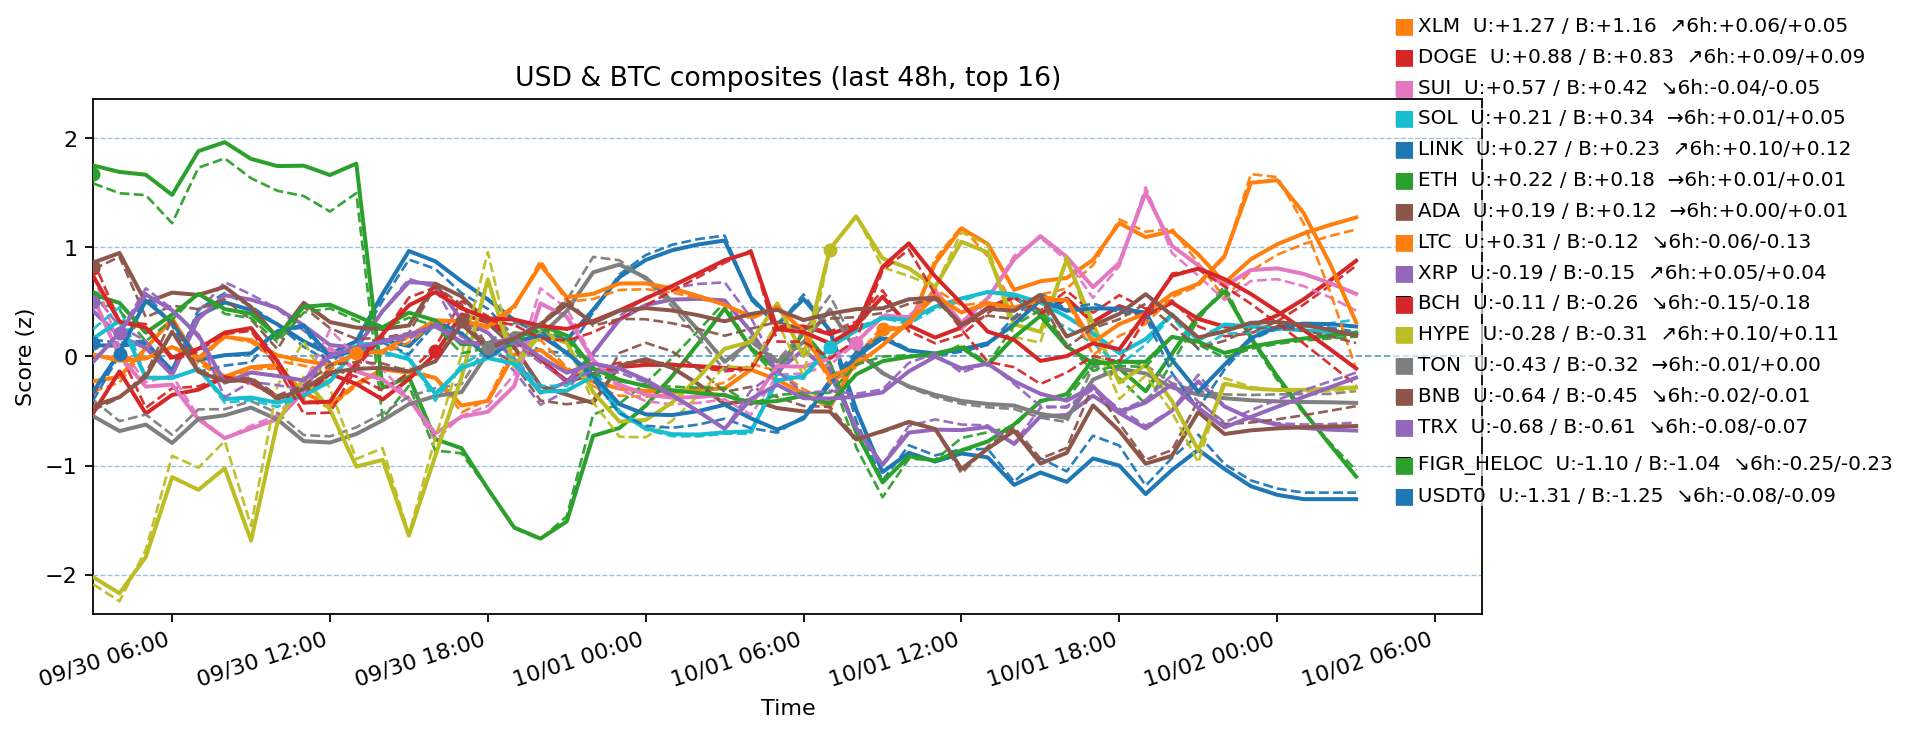 USD & BTC composites (last 48h, top 16)
XLM U:+1.27 / B:+1.16 ↗6h:+0.06/+0.05
DOGE U:+0.88 / B:+0.83 ↗6h:+0.09/+0.09
SUI U:+0.57 / B:+0.42 ↘6h:-0.04/-0.05
SOL U:+0.21 / B:+0.34 →6h:+0.01/+0.05
LINK U:+0.27 / B:+0.23 ↗6h:+0.10/+0.12
ETH U:+0.22 / B:+0.18 →6h:+0.01/+0.01
ADA U:+0.19 / B:+0.12 →6h:+0.00/+0.01
LTC U:+0.31 / B:-0.12 ↘6h:-0.06/-0.13
XRP U:-0.19 / B:-0.15 ↗6h:+0.05/+0.04
BCH U:-0.11 / B:-0.26 ↘6h:-0.15/-0.18
HYPE U:-0.28 / B:-0.31 ↗6h:+0.10/+0.11
TON U:-0.43 / B:-0.32 →6h:-0.01/+0.00
BNB U:-0.64 / B:-0.45 ↘6h:-0.02/-0.01
TRX U:-0.68 / B:-0.61 ↘6h:-0.08/-0.07
FIGR_HELOC U:-1.10 / B:-1.04 ↘6h:-0.25/-0.23
USDT0 U:-1.31 / B:-1.25 ↘6h:-0.08/-0.09
Score (z)
2
1
0
−1
−2
09/30 06:00
09/30 12:00
09/30 18:00
10/01 00:00
10/01 06:00
10/01 12:00
10/01 18:00
10/02 00:00
10/02 06:00
Time